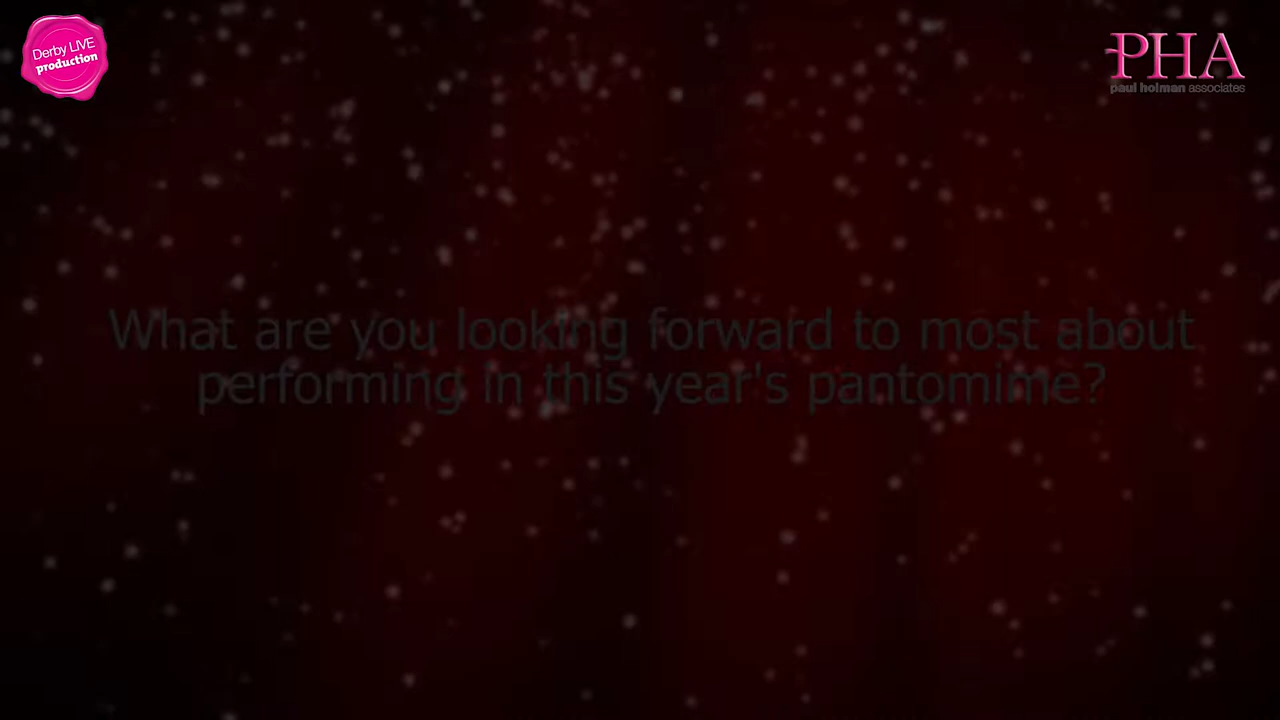 Derby LIVE
production
PHA
paul holman associates
What are you looking forward to most about
performing in this year's pantomime?